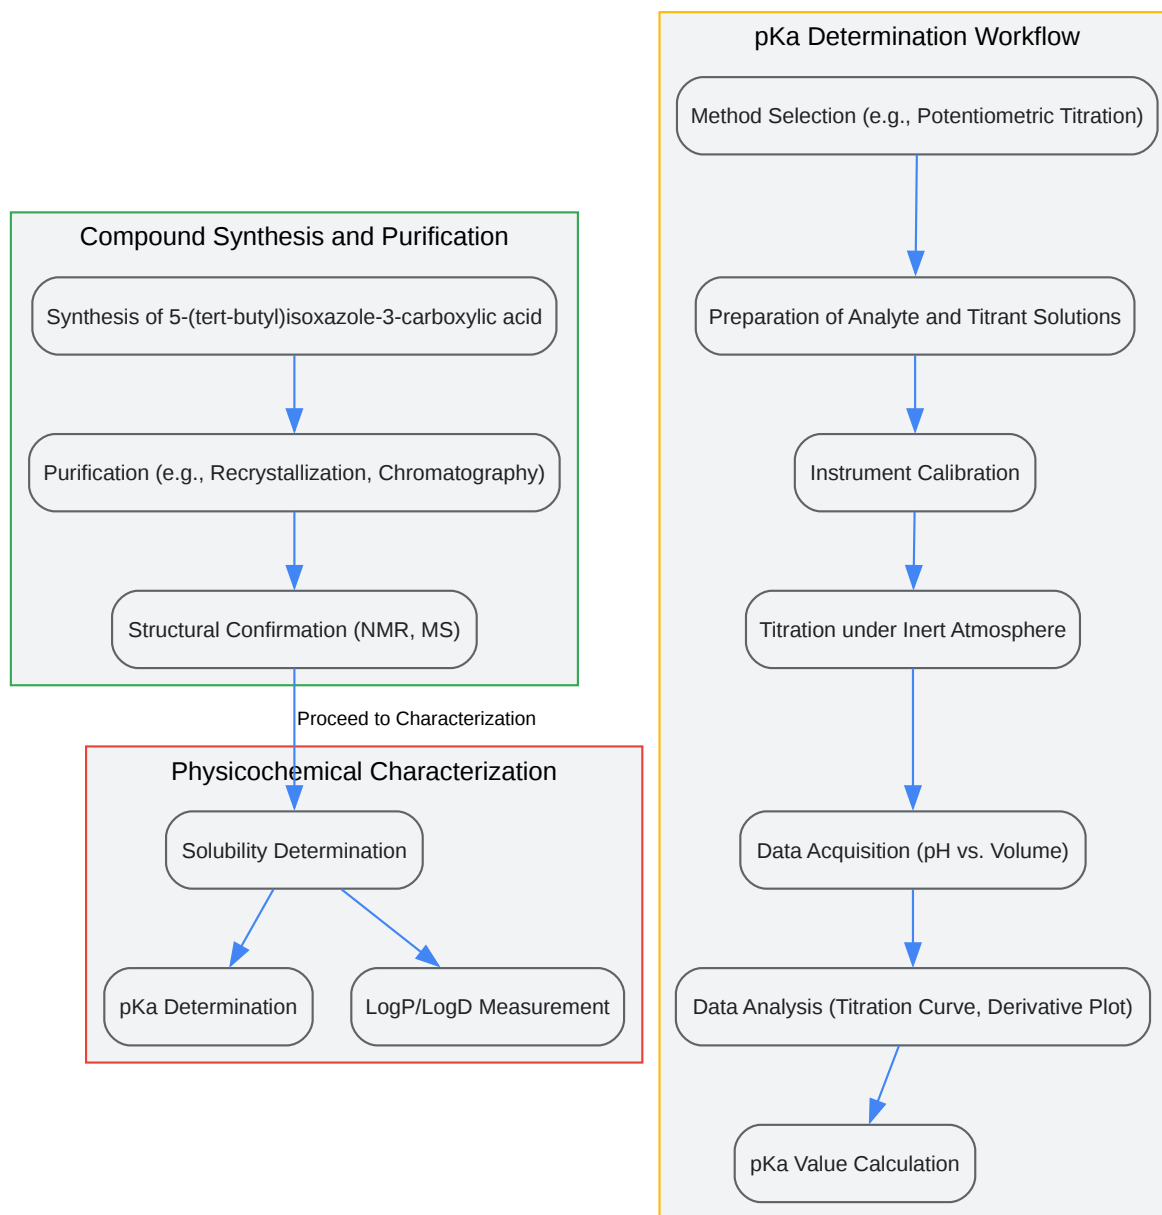 Compound Synthesis and Purification
Synthesis of 5-(tert-butyl)isoxazole-3-carboxylic acid
Purification (e.g., Recrystallization, Chromatography)
Structural Confirmation (NMR, MS)
Proceed to Characterization
Physicochemical Characterization
Solubility Determination
pKa Determination
LogP/LogD Measurement
pKa Determination Workflow
Method Selection (e.g., Potentiometric Titration)
Preparation of Analyte and Titrant Solutions
Instrument Calibration
Titration under Inert Atmosphere
Data Acquisition (pH vs. Volume)
Data Analysis (Titration Curve, Derivative Plot)
pKa Value Calculation